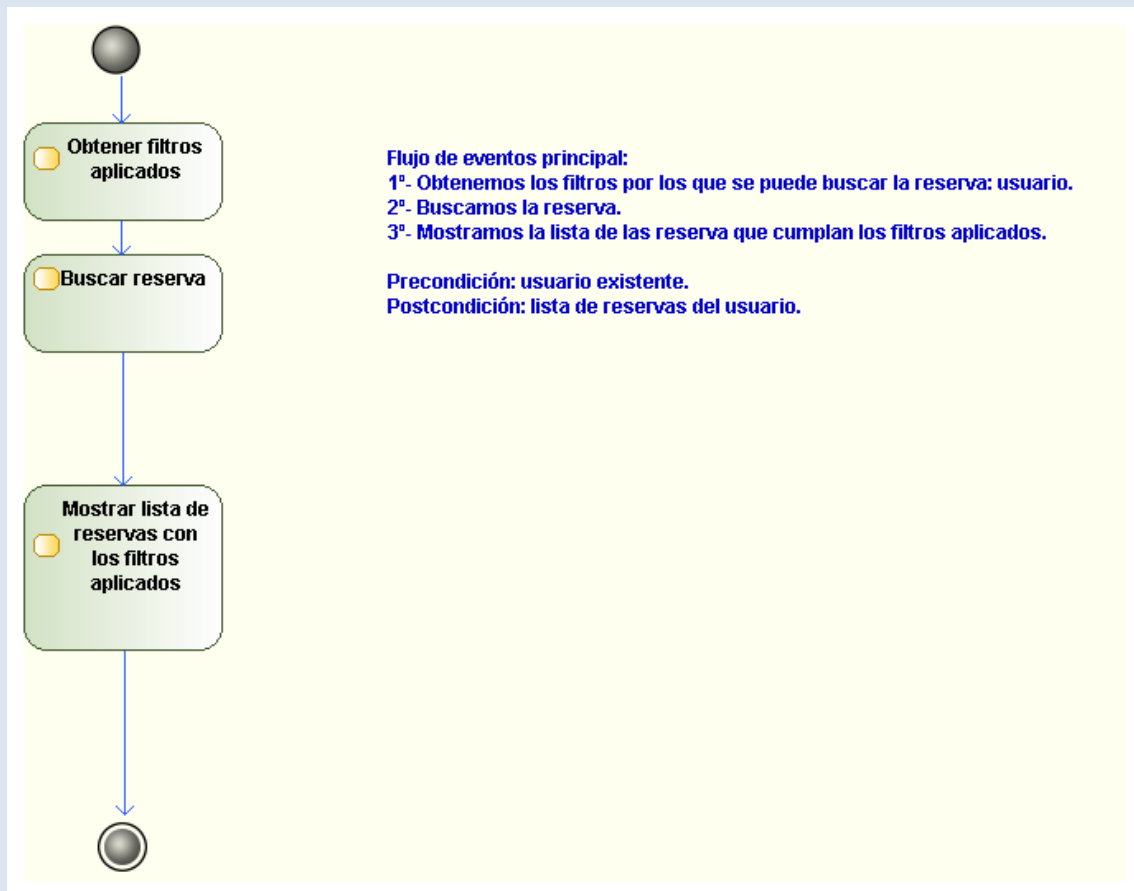 Obtener filtros
aplicados
Flujo de eventos principal:
1º- Obtenemos los filtros por los que se puede buscar la reserva: usuario.
2º- Buscamos la reserva.
3º- Mostramos la lista de las reserva que cumplan los filtros aplicados.
Buscar reserva
Precondición: usuario existente.
Postcondición: lista de reservas del usuario.
Mostrar lista de
reservas con
los filtros
aplicados